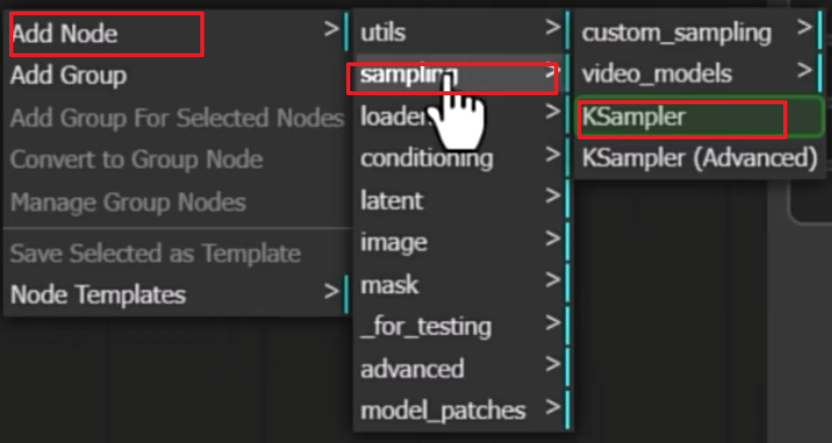 Add Node >
Add Group
Add Group For Selected Nodes
Convert to Group Node
Manage Group Nodes
Save Selected as Template
Node Templates >
utils >
sampling >
loaders >
conditioning >
latent >
image >
mask >
_for_testing >
advanced >
model_patches >
custom_sampling >
video_models >
KSampler
KSampler (Advanced)